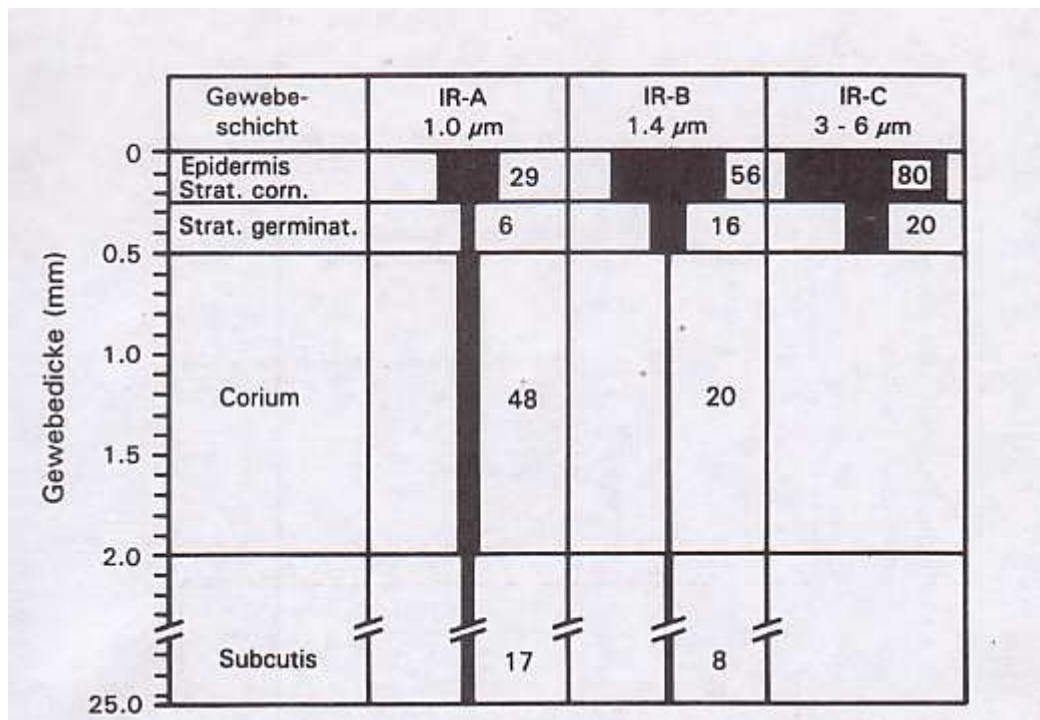 Gewebe-
schicht
IR-A
1.0 µm
IR-B
1.4 µm
IR-C
3 - 6 µm
Gewebedicke (mm)
0
Epidermis
Strat. corn.
29
56
80
Strat. germinat.
6
16
20
0.5
1.0
Corium
48
20
1.5
2.0
Subcutis
17
8
25.0